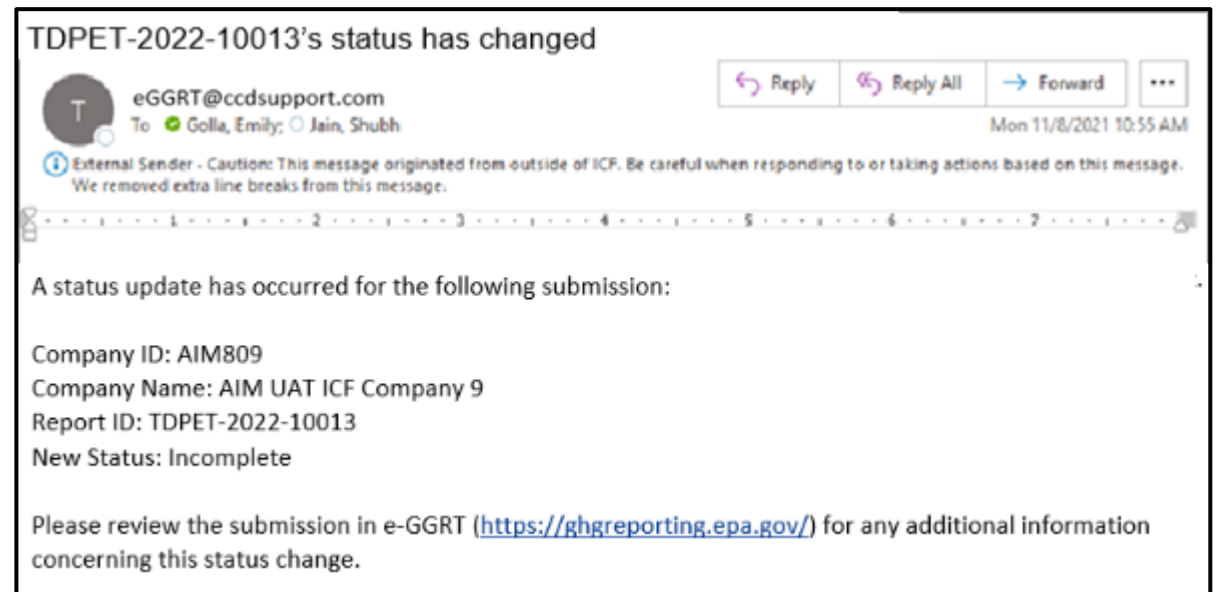 TDPET-2022-10013's status has changed
T
eGGRT@ccdsupport.com
To Golla, Emily; Jain, Shubh
Reply
Reply All
Forward
...
Mon 11/8/2021 10:55 AM
External Sender - Caution: This message originated from outside of ICF. Be careful when responding to or taking actions based on this message.
We removed extra line breaks from this message.
1 2 3 4 5 6 7
A status update has occurred for the following submission:
Company ID: AIM809
Company Name: AIM UAT ICF Company 9
Report ID: TDPET-2022-10013
New Status: Incomplete
Please review the submission in e-GGRT (https://ghgreporting.epa.gov/) for any additional information
concerning this status change.